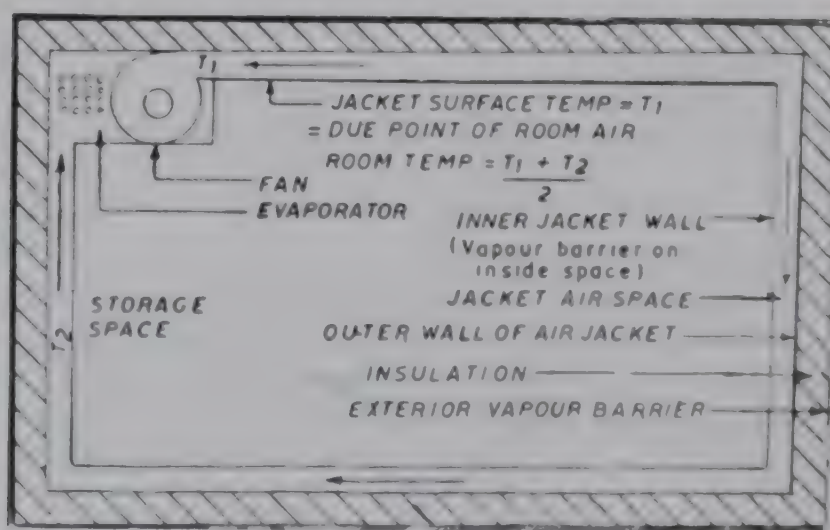 T1
JACKET SURFACE TEMP = T1
= DUE POINT OF ROOM AIR
ROOM TEMP = T1 + T2
2
FAN
EVAPORATOR
INNER JACKET WALL
(Vapour barrier on
inside space)
JACKET AIR SPACE
STORAGE
SPACE
T2
OUTER WALL OF AIR JACKET
INSULATION
EXTERIOR VAPOUR BARRIER